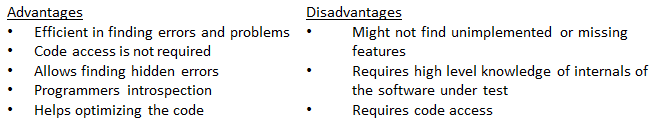 Advantages
• Efficient in finding errors and problems
• Code access is not required
• Allows finding hidden errors
• Programmers introspection
• Helps optimizing the code
Disadvantages
• Might not find unimplemented or missing
features
• Requires high level knowledge of internals of
the software under test
• Requires code access